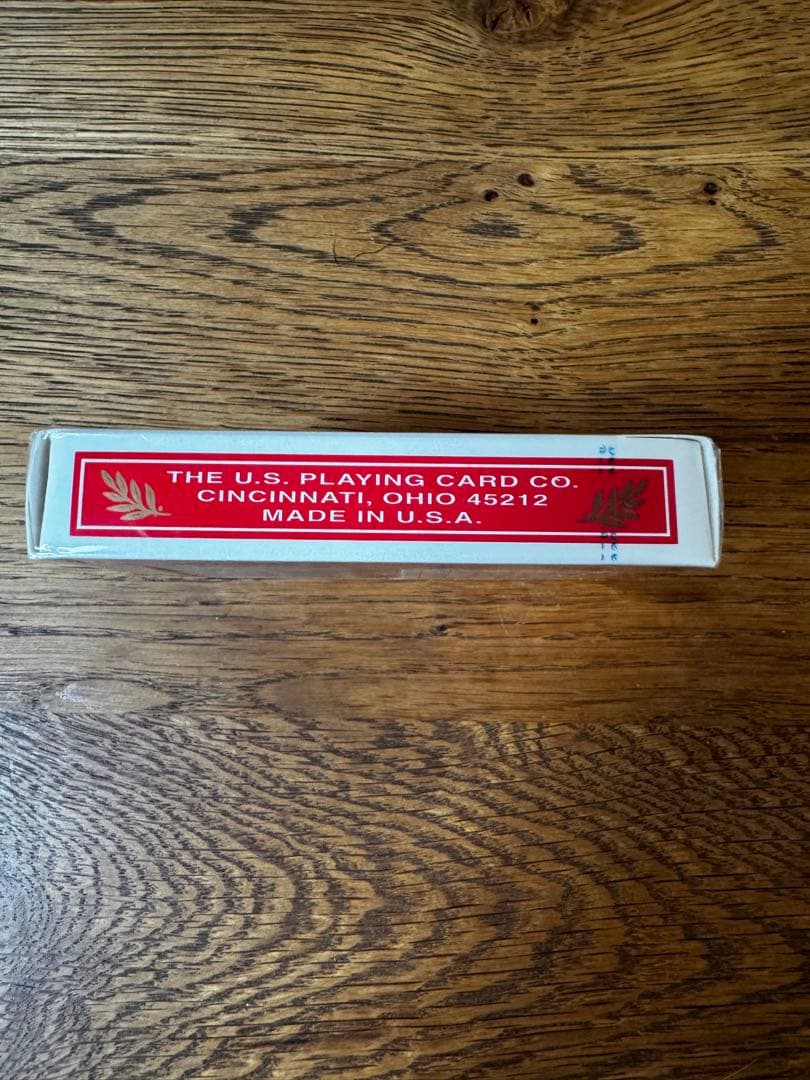 THE U.S. PLAYING CARD CO.
CINCINNATI, OHIO 45212
MADE IN U.S.A.